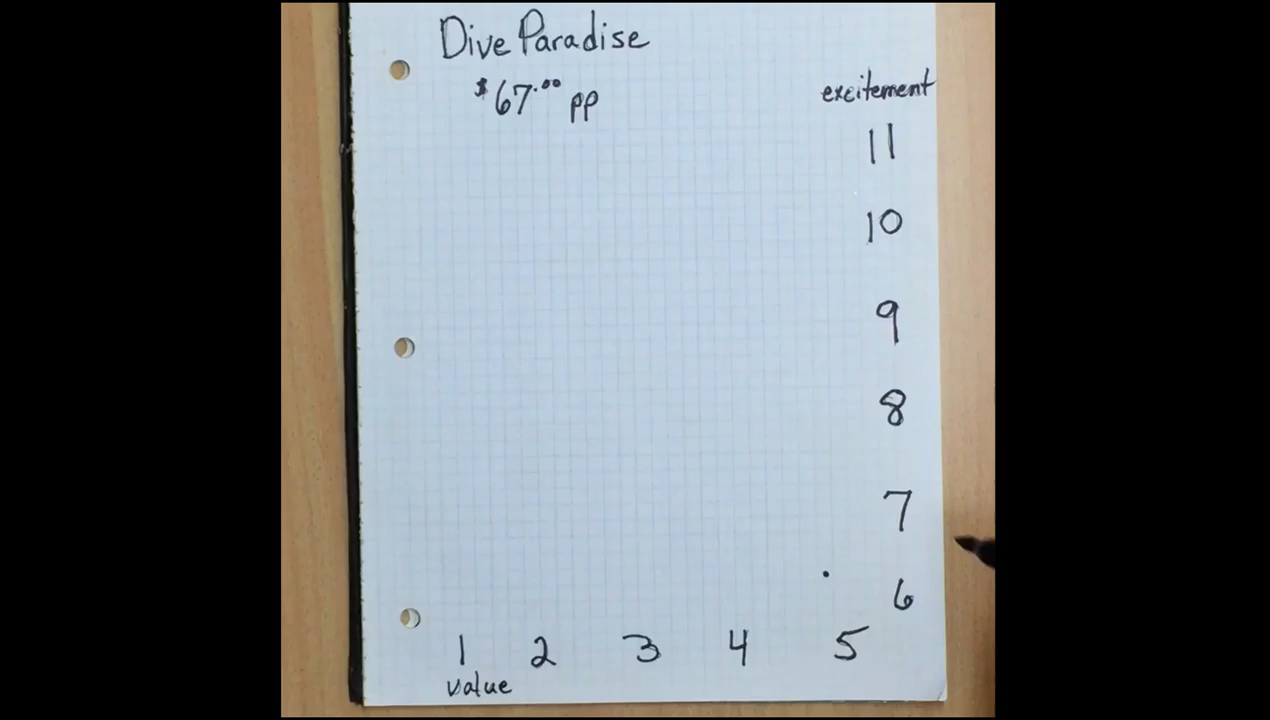 Dive Paradise
$67.00 pp
excitement
11
10
9
8
7
6
1 2 3 4 5
value